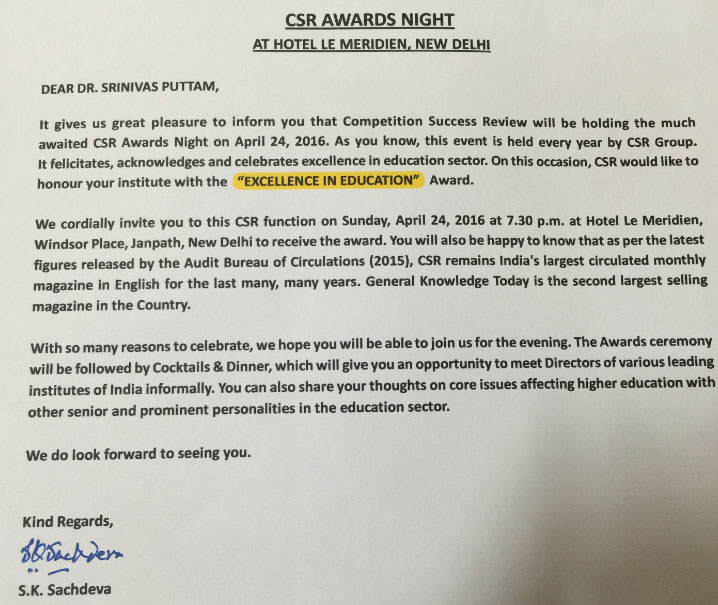 CSR AWARDS NIGHT
AT HOTEL LE MERIDIEN, NEW DELHI
DEAR DR. SRINIVAS PUTTAM,
It gives us great pleasure to inform you that Competition Success Review will be holding the much
awaited CSR Awards Night on April 24, 2016. As you know, this event is held every year by CSR Group.
It felicitates, acknowledges and celebrates excellence in education sector. On this occasion, CSR would like to
honour your institute with the "EXCELLENCE IN EDUCATION" Award.
We cordially invite you to this CSR function on Sunday, April 24, 2016 at 7.30 p.m. at Hotel Le Meridien,
Windsor Place, Janpath, New Delhi to receive the award. You will also be happy to know that as per the latest
figures released by the Audit Bureau of Circulations (2015), CSR remains India's largest circulated monthly
magazine in English for the last many, many years. General Knowledge Today is the second largest selling
magazine in the Country.
With so many reasons to celebrate, we hope you will be able to join us for the evening. The Awards ceremony
will be followed by Cocktails & Dinner, which will give you an opportunity to meet Directors of various leading
institutes of India informally. You can also share your thoughts on core issues affecting higher education with
other senior and prominent personalities in the education sector.
We do look forward to seeing you.
Kind Regards,
SKSachdeva
S.K. Sachdeva